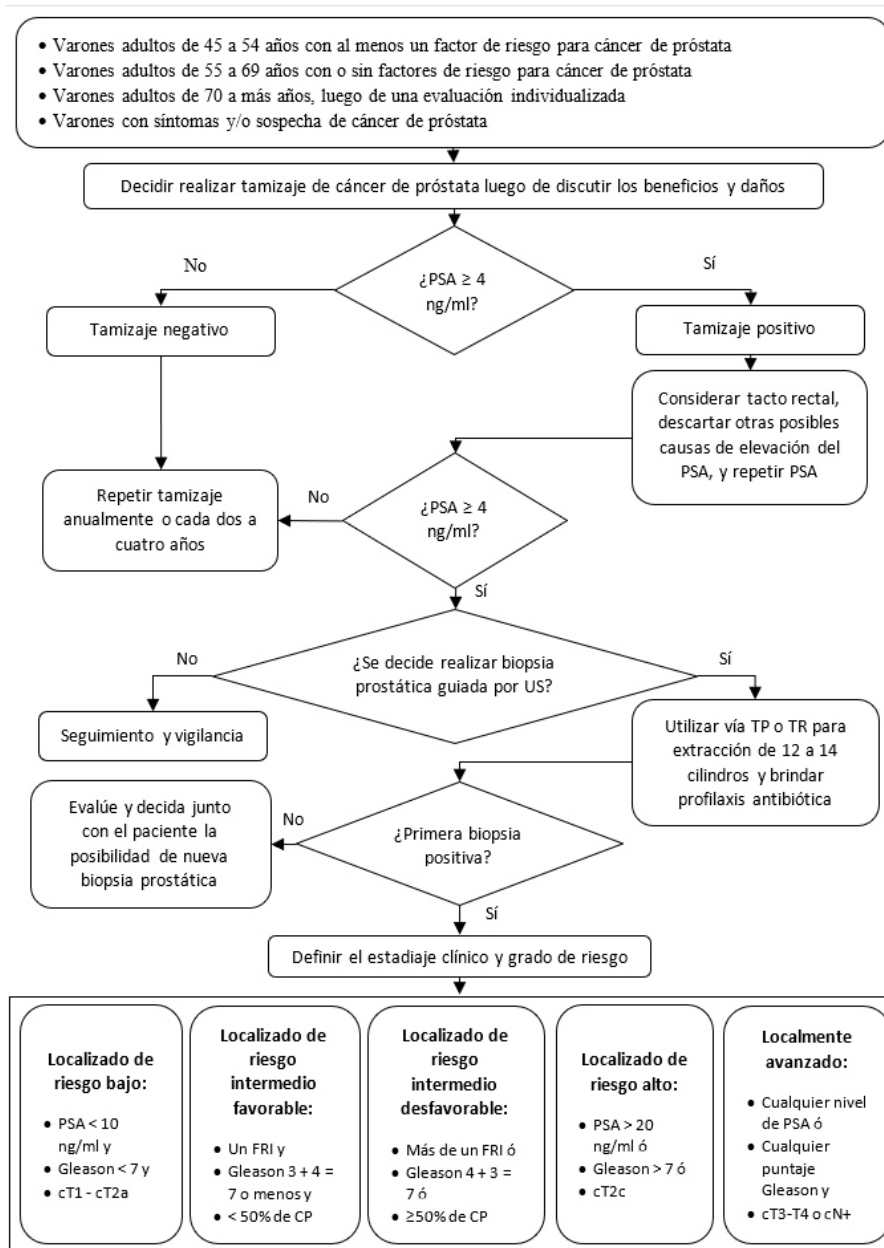 • Varones adultos de 45 a 54 años con al menos un factor de riesgo para cáncer de próstata
• Varones adultos de 55 a 69 años con o sin factores de riesgo para cáncer de próstata
• Varones adultos de 70 a más años, luego de una evaluación individualizada
• Varones con síntomas y/o sospecha de cáncer de próstata
Decidir realizar tamizaje de cáncer de próstata luego de discutir los beneficios y daños
No
¿PSA ≥ 4
ng/ml?
Sí
Tamizaje negativo
Tamizaje positivo
Considerar tacto rectal,
descartar otras posibles
causas de elevación del
PSA, y repetir PSA
Repetir tamizaje
anualmente o cada dos a
cuatro años
No
¿PSA ≥ 4
ng/ml?
Sí
No
¿Se decide realizar biopsia
prostática guiada por US?
Sí
Seguimiento y vigilancia
Utilizar vía TP o TR para
extracción de 12 a 14
cilindros y brindar
profilaxis antibiótica
Evalúe y decida junto
con el paciente la
posibilidad de nueva
biopsia prostática
No
¿Primera biopsia
positiva?
Sí
Definir el estadiaje clínico y grado de riesgo
Localizado de
riesgo bajo:
• PSA < 10
ng/ml y
• Gleason < 7 y
• cT1 - cT2a
Localizado de
riesgo
intermedio
favorable:
• Un FRI y
• Gleason 3 + 4 =
7 o menos y
• < 50% de CP
Localizado de
riesgo
intermedio
desfavorable:
• Más de un FRI ó
• Gleason 4 + 3 =
7 ó
• ≥50% de CP
Localizado de
riesgo alto:
• PSA > 20
ng/ml ó
• Gleason > 7 ó
• cT2c
Localmente
avanzado:
• Cualquier nivel
de PSA ó
• Cualquier
puntaje
Gleason y
• cT3-T4 o cN+